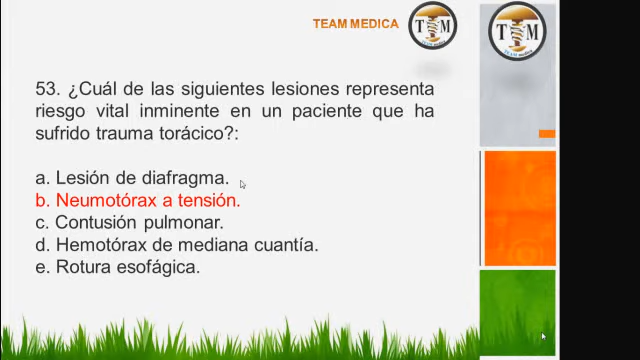 TEAM MEDICA
T M
T M
53. ¿Cuál de las siguientes lesiones representa
riesgo vital inminente en un paciente que ha
sufrido trauma torácico?:
a. Lesión de diafragma.
b. Neumotórax a tensión.
c. Contusión pulmonar.
d. Hemotórax de mediana cuantía.
e. Rotura esofágica.